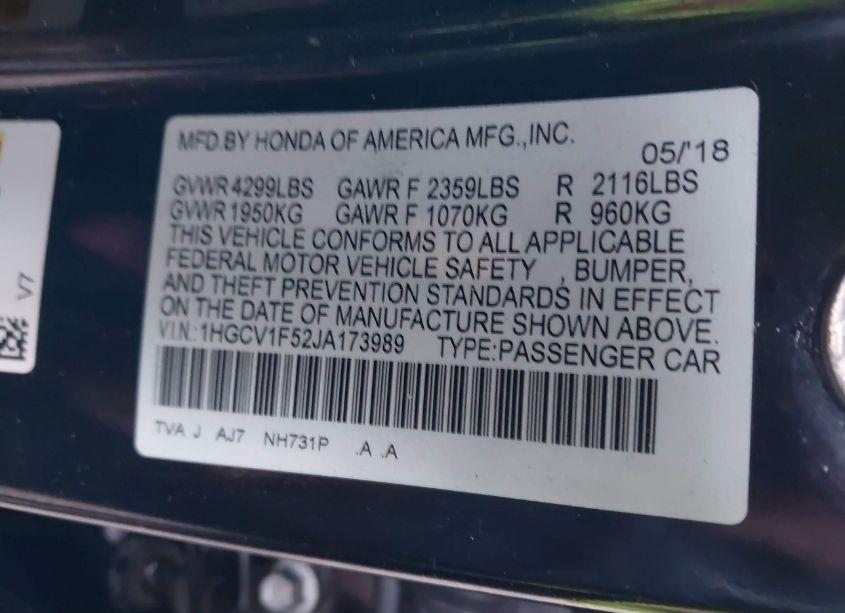 MFD.BY HONDA OF AMERICA MFG.,INC.
05/'18
GVWR 4299LBS GAWR F 2359LBS R 2116LBS
GVWR 1950KG GAWR F 1070KG R 960KG
THIS VEHICLE CONFORMS TO ALL APPLICABLE
FEDERAL MOTOR VEHICLE SAFETY , BUMPER,
AND THEFT PREVENTION STANDARDS IN EFFECT
ON THE DATE OF MANUFACTURE SHOWN ABOVE.
V.I.N.:1HGCV1F52JA173989 TYPE:PASSENGER CAR
TVA J AJ7 NH731P .A .A
V7